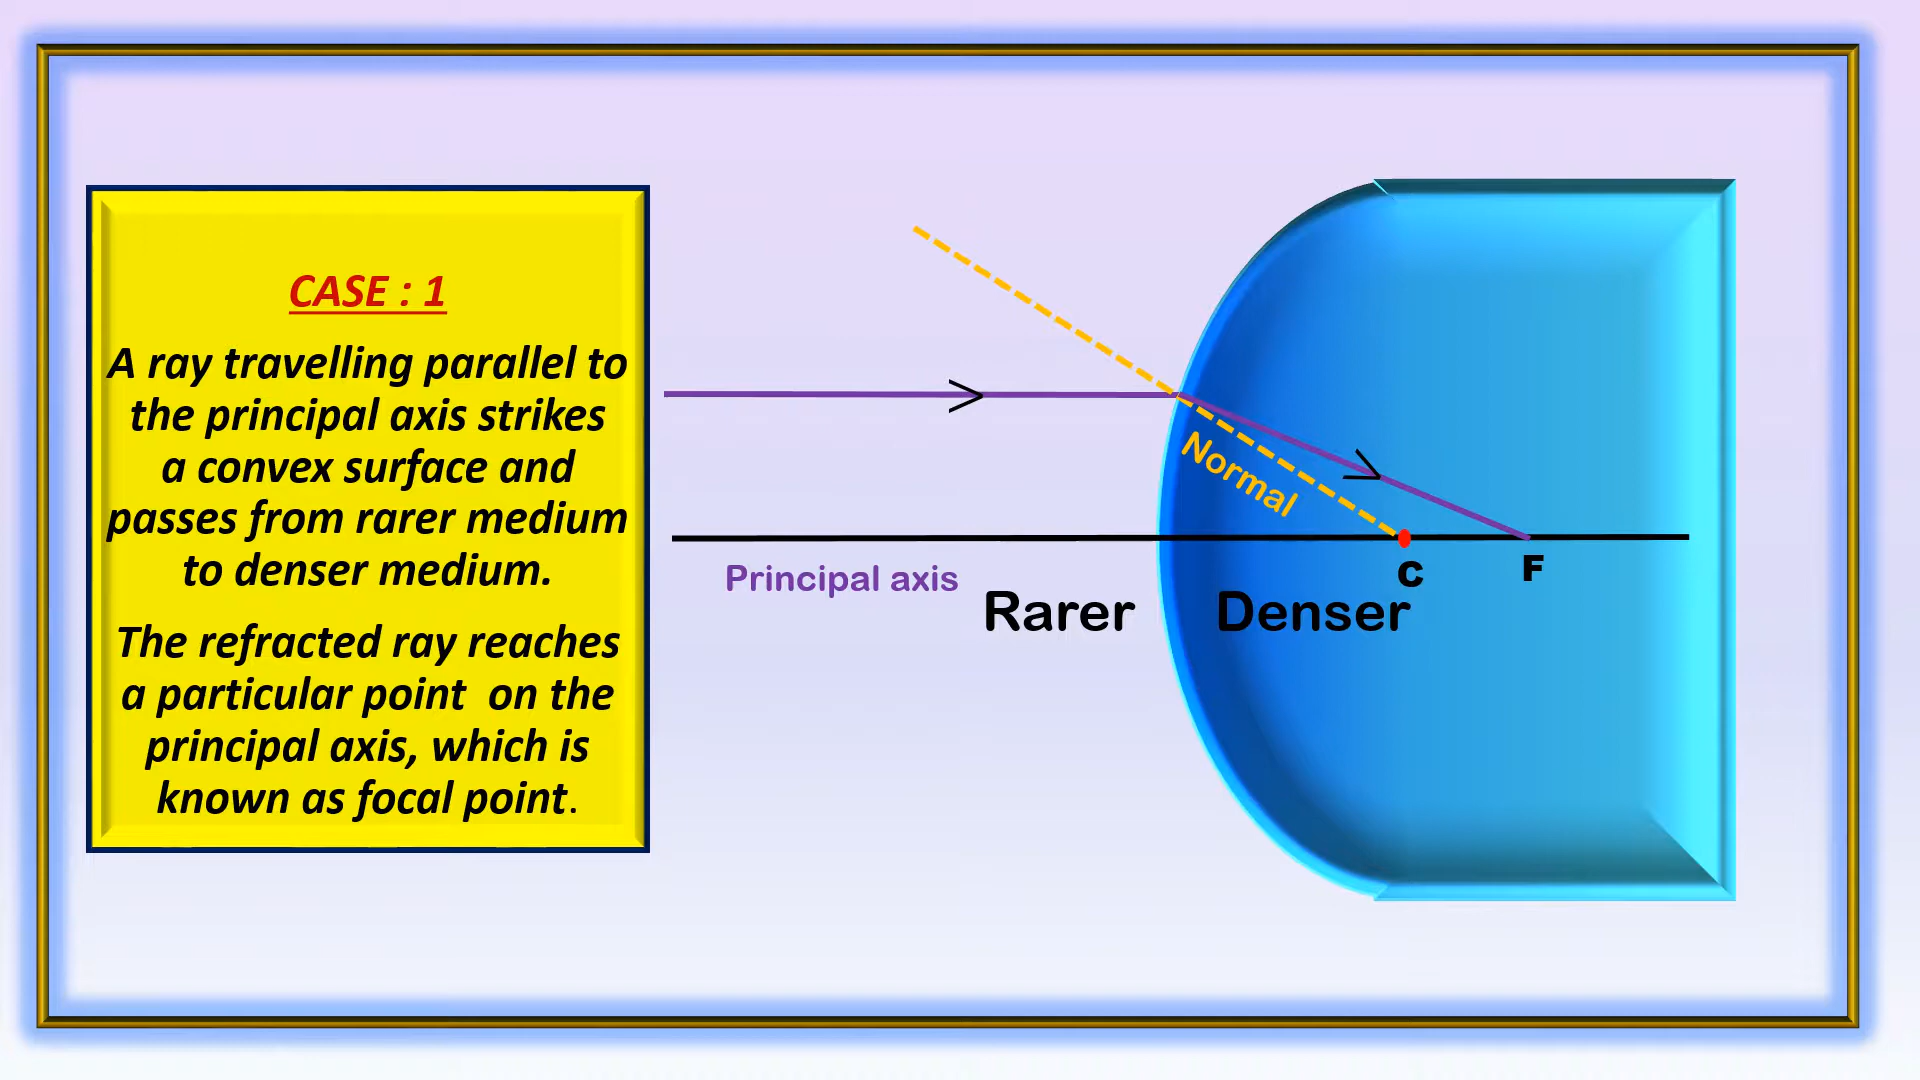 CASE : 1
A ray travelling parallel to
the principal axis strikes
a convex surface and
passes from rarer medium
to denser medium.
The refracted ray reaches
a particular point on the
principal axis, which is
known as focal point.
Normal
C
F
Principal axis
Rarer
Denser